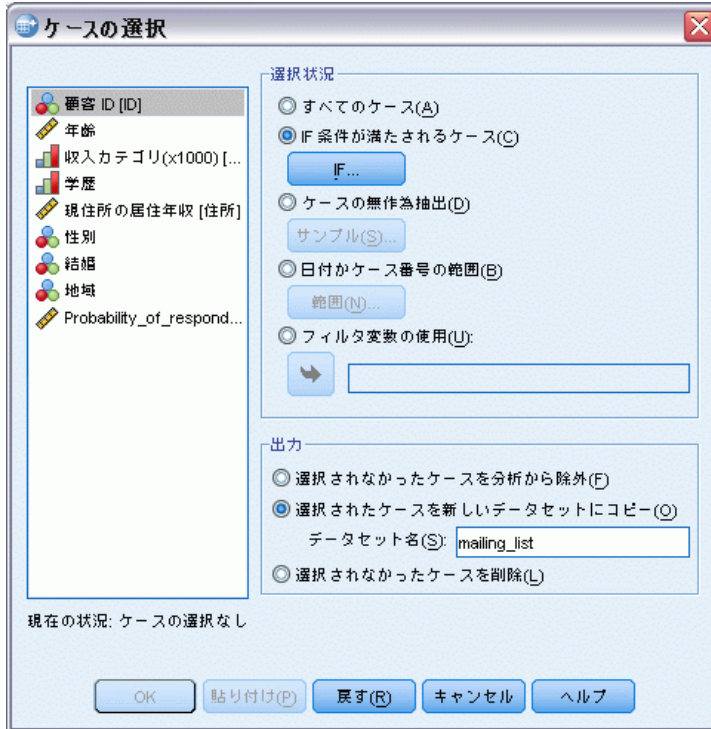 ケースの選択
顧客 ID [ID]
年齢
収入カテゴリ(x1000) [...
学歴
現住所の居住年収 [住所]
性別
結婚
地域
Probability_of_respond...
選択状況
すべてのケース(A)
IF 条件が満たされるケース(C)
IF...
ケースの無作為抽出(D)
サンプル(S)...
日付かケース番号の範囲(B)
範囲(N)...
フィルタ変数の使用(U):
出力
選択されなかったケースを分析から除外(F)
選択されたケースを新しいデータセットにコピー(O)
データセット名(S): mailing_list
選択されなかったケースを削除(L)
現在の状況: ケースの選択なし
OK 貼り付け(P) 戻す(R) キャンセル ヘルプ